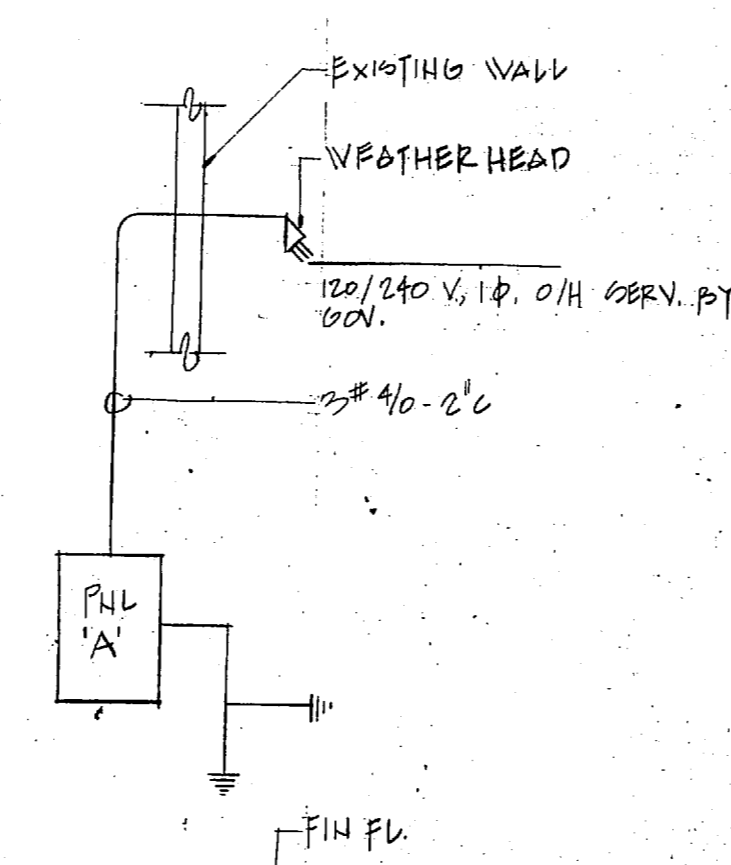 EXISTING WALL
WEATHER HEAD
120/240 V, 1Φ, O/H SERV. BY
GOV.
3# 4/0 - 2"C
PNL
'A'
FIN FL.